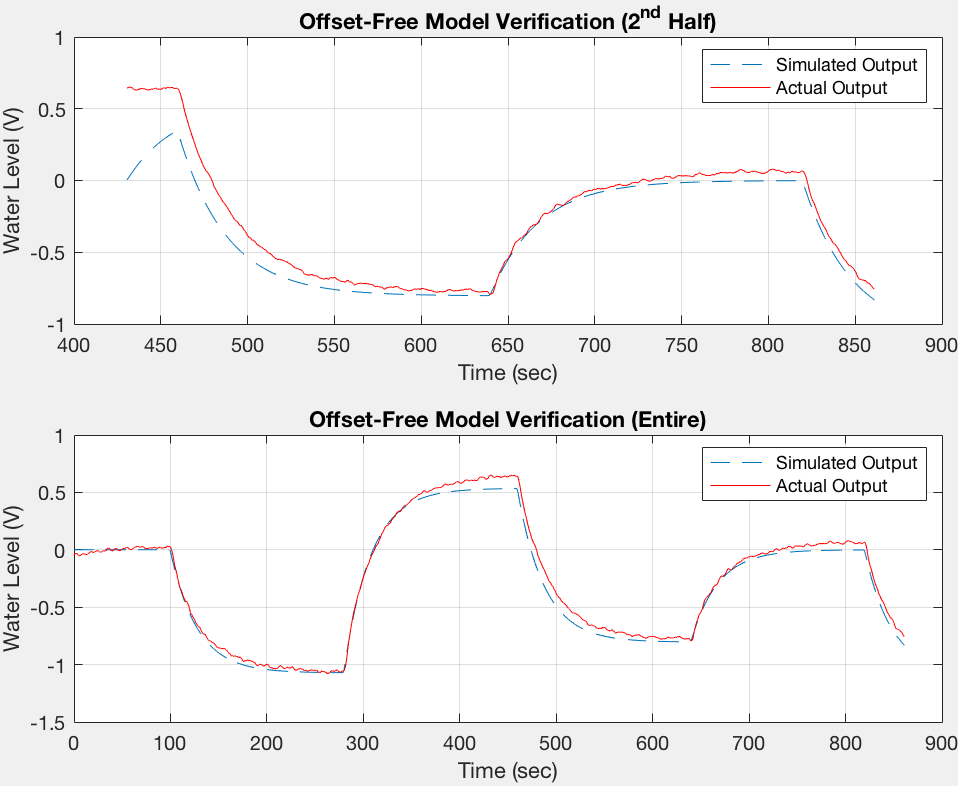 Offset-Free Model Verification (2nd Half)
1
0.5
0
-0.5
-1
Water Level (V)
Simulated Output
Actual Output
400 450 500 550 600 650 700 750 800 850 900
Time (sec)
Offset-Free Model Verification (Entire)
1
0.5
0
-0.5
-1
-1.5
Water Level (V)
Simulated Output
Actual Output
0 100 200 300 400 500 600 700 800 900
Time (sec)